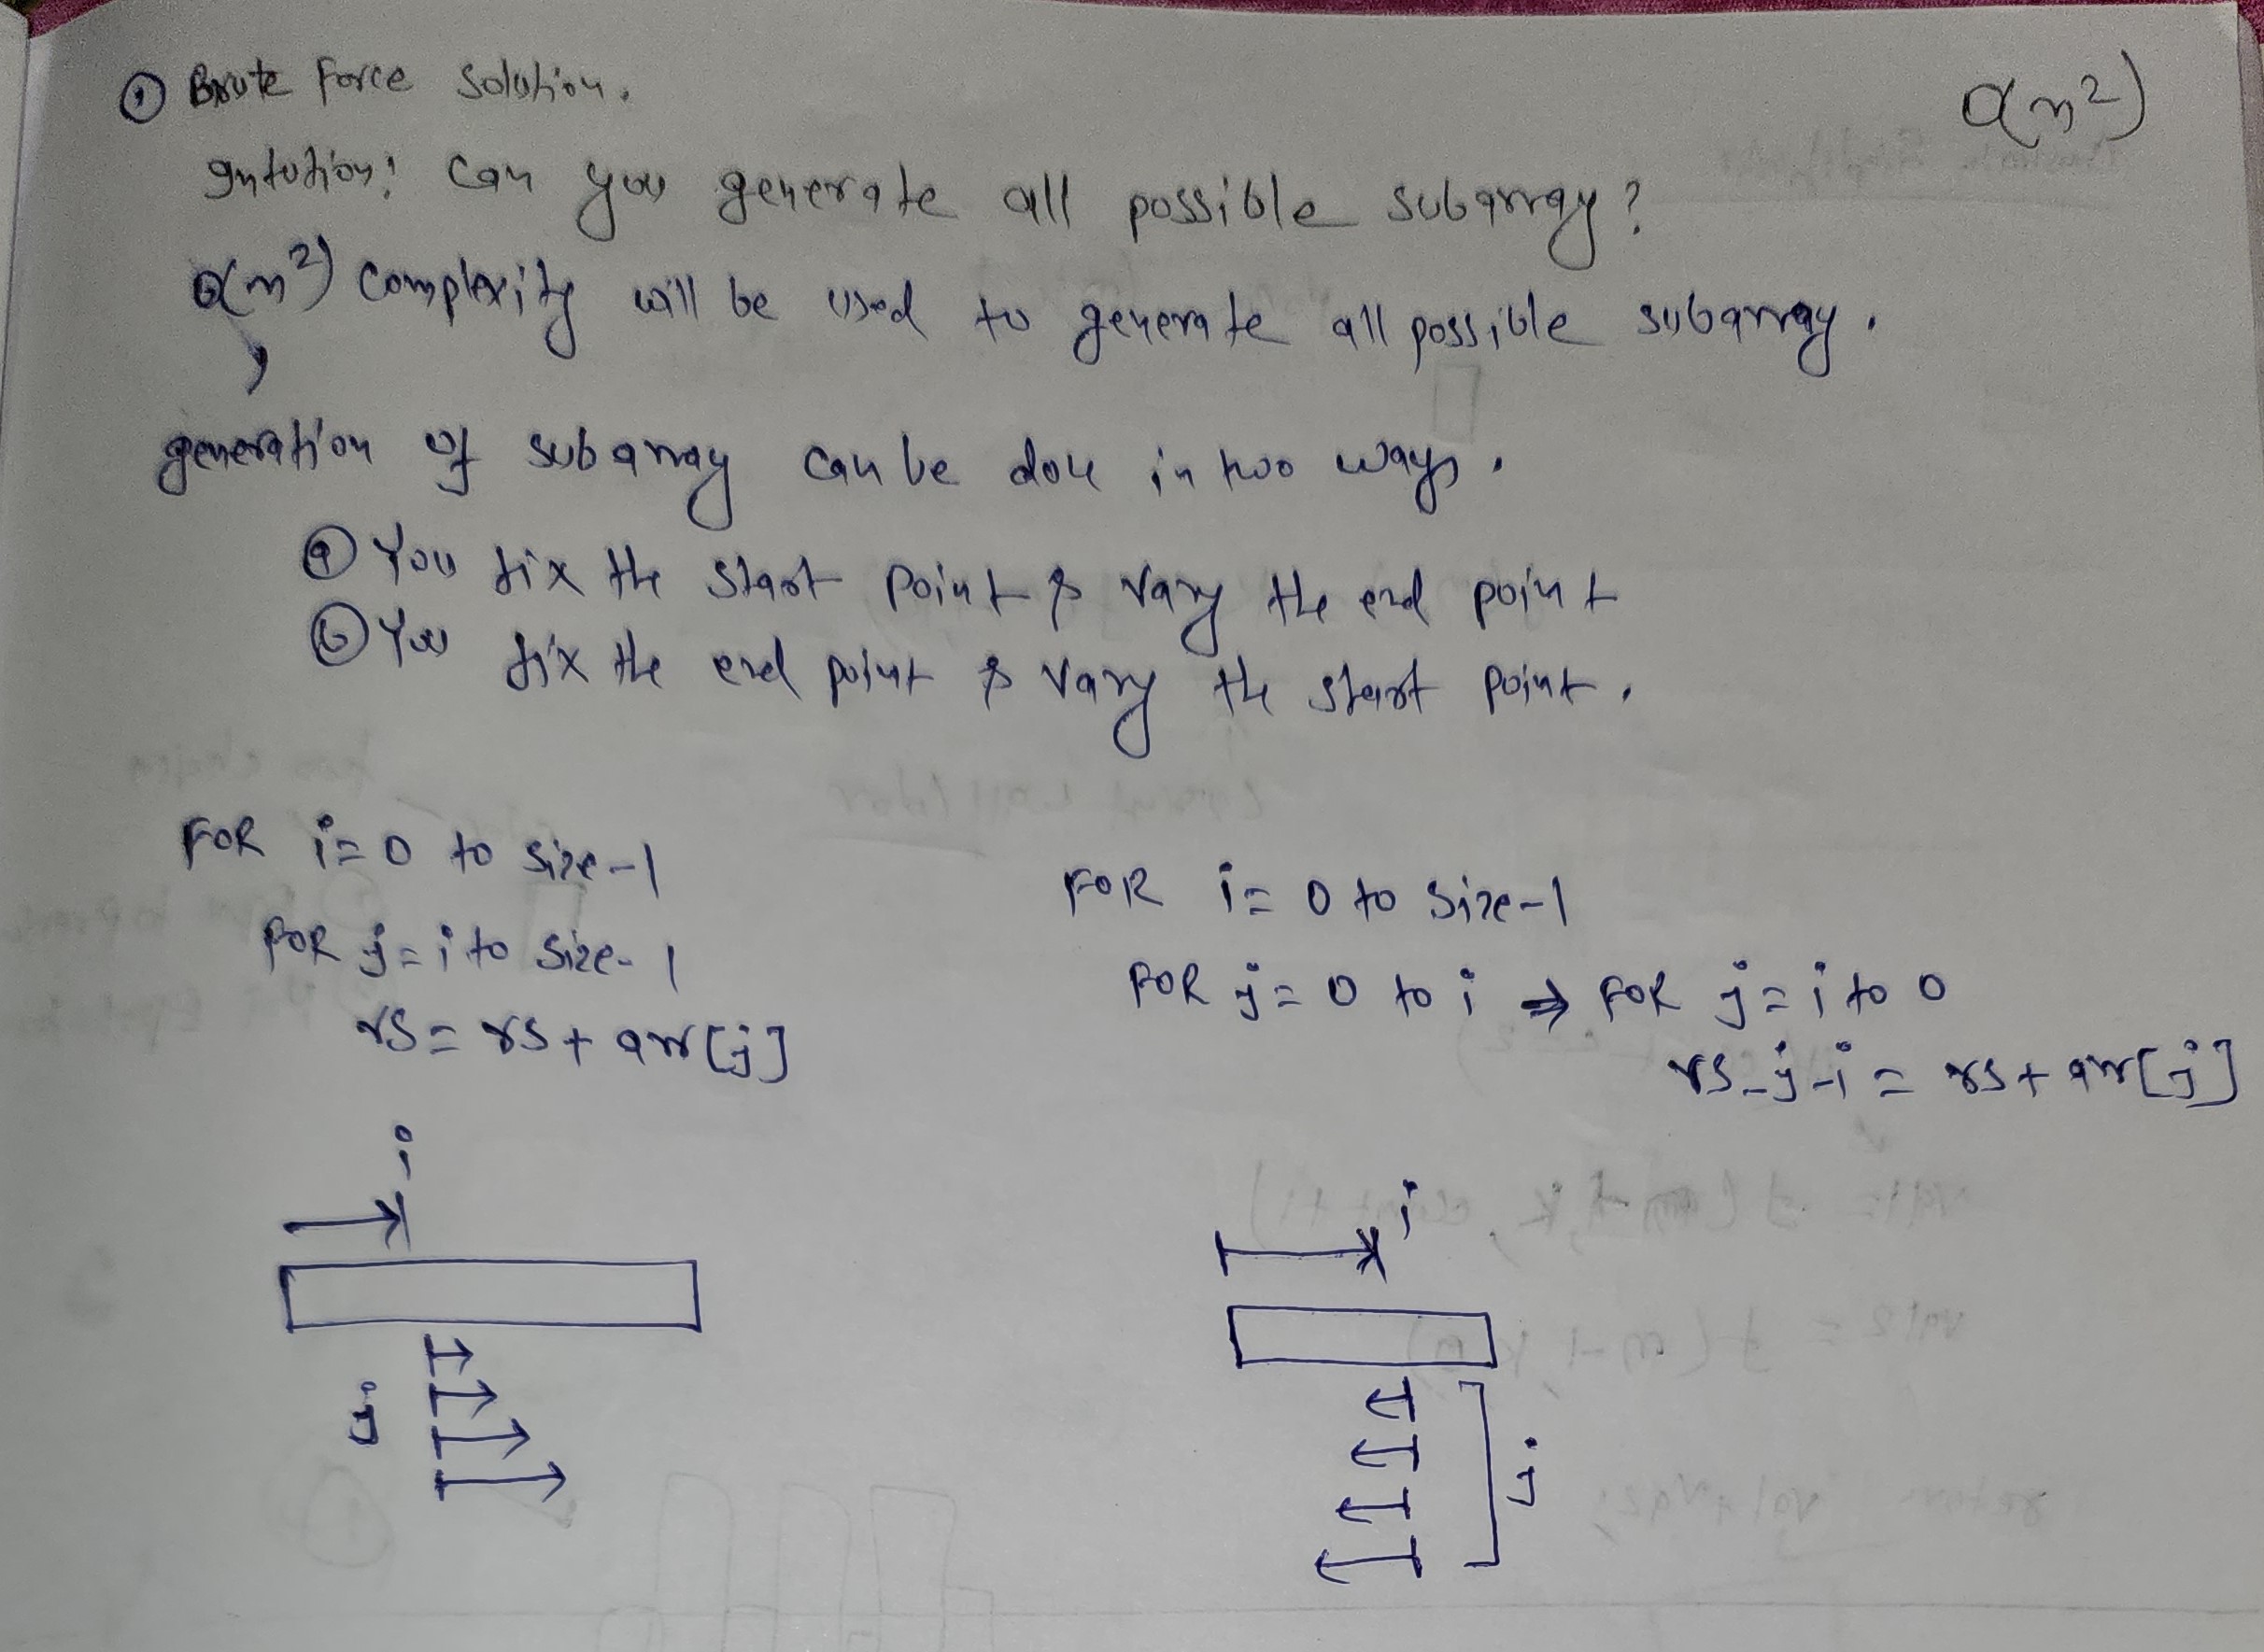 ① Brute Force Solution.
O(n²)
Intution: Can you generate all possible subarray?
O(n²) complexity will be used to generate all possible subarray.
generation of subarray can be done in two ways.
ⓐ You fix the start point & vary the end point
ⓑ You fix the end point & vary the start point.
FOR i = 0 to size-1
FOR j = i to size-1
rs = rs + arr[j]
FOR i = 0 to size-1
FOR j = 0 to i ⇒ FOR j = i to 0
rs_j-i = rs + arr[j]
i
j
i
j